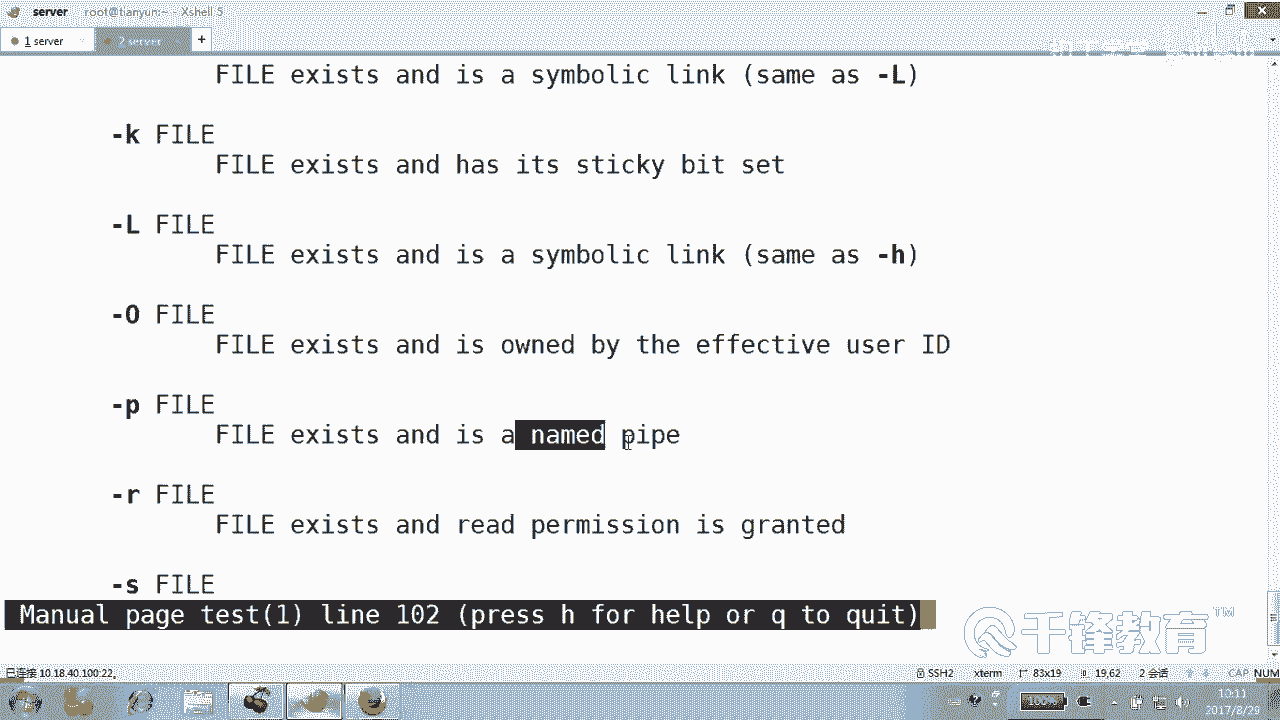 server root@tianyun:~ - Xshell 5
1 server 2 server +
FILE exists and is a symbolic link (same as -L)
-k FILE
FILE exists and has its sticky bit set
-L FILE
FILE exists and is a symbolic link (same as -h)
-O FILE
FILE exists and is owned by the effective user ID
-p FILE
FILE exists and is a named pipe
-r FILE
FILE exists and read permission is granted
-s FILE
Manual page test(1) line 102 (press h for help or q to quit)
千锋教育™
已连接 10.18.40.100:22。 SSH2 xterm 83x19 19,62 2 会话 CAP NUM
100% 10:11
2017/8/29